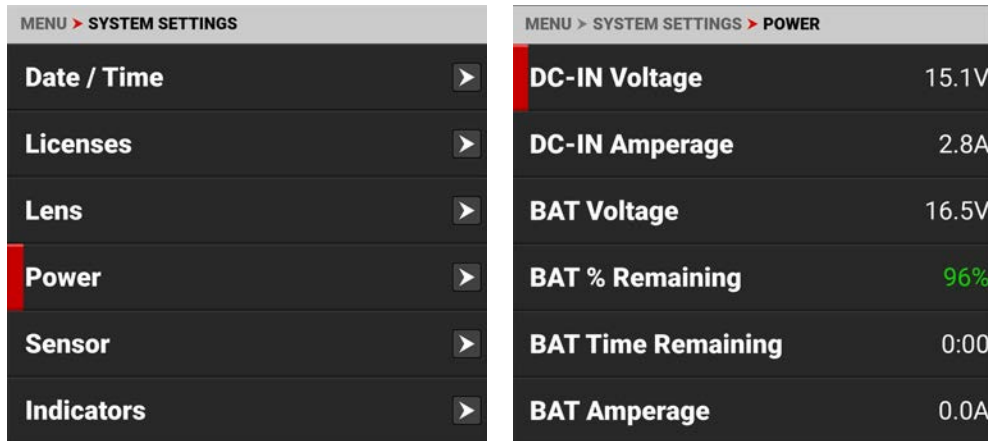 MENU > SYSTEM SETTINGS
Date / Time
Licenses
Lens
Power
Sensor
Indicators
MENU > SYSTEM SETTINGS > POWER
DC-IN Voltage 15.1V
DC-IN Amperage 2.8A
BAT Voltage 16.5V
BAT % Remaining 96%
BAT Time Remaining 0:00
BAT Amperage 0.0A